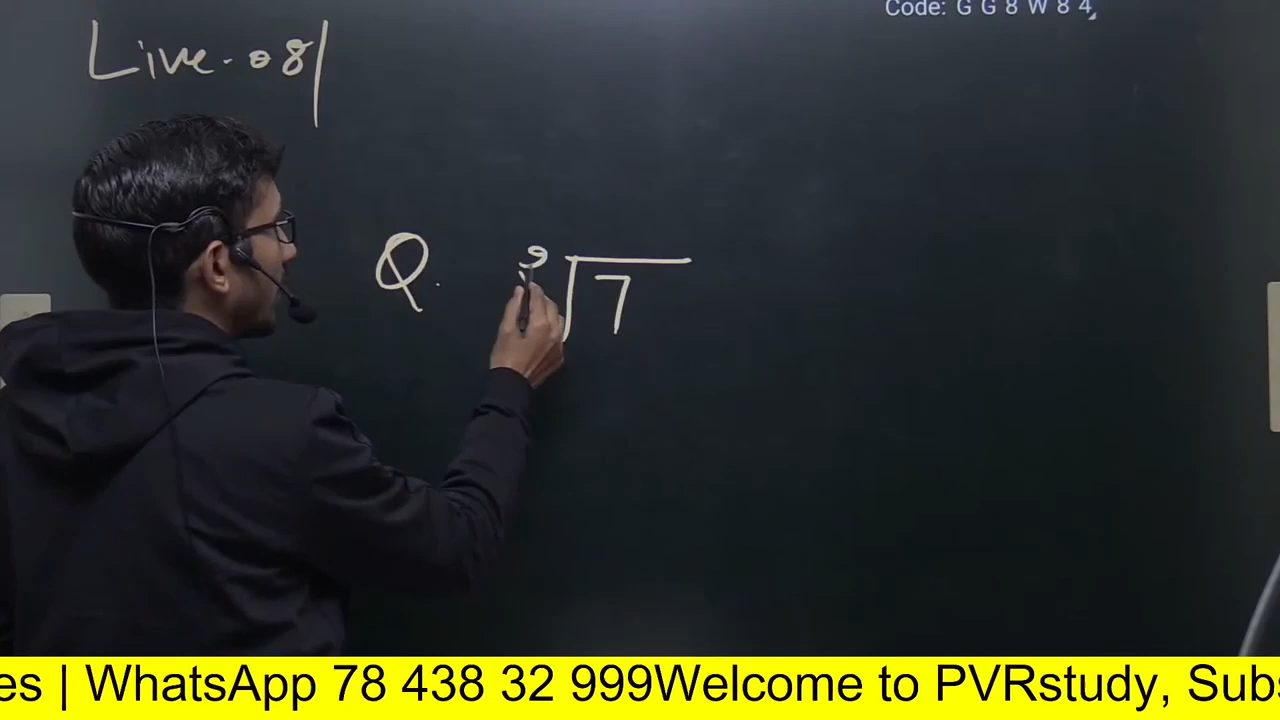 Code: G G 8 W 8 4
Live-08
Q. √7
es | WhatsApp 78 438 32 999Welcome to PVRstudy, Subs